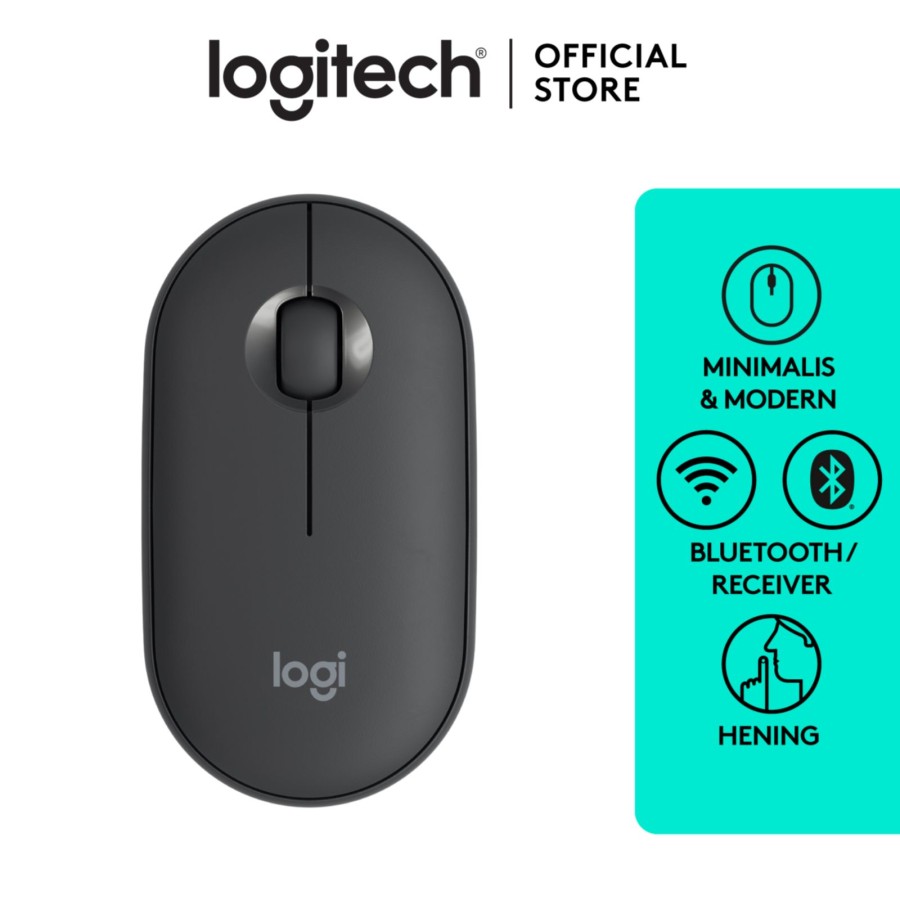 logitech®
OFFICIAL
STORE
logi
MINIMALIS
& MODERN
BLUETOOTH/
RECEIVER
HENING